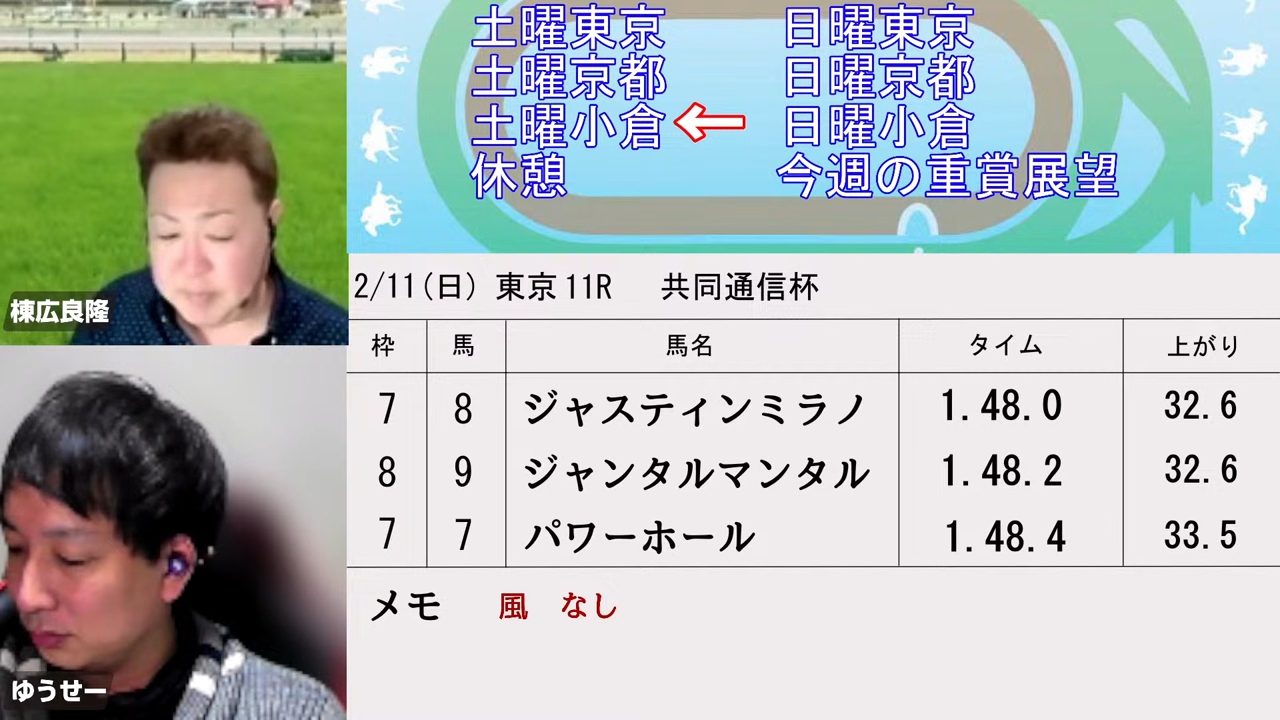 土曜東京 日曜東京
土曜京都 日曜京都
土曜小倉 日曜小倉
休憩 今週の重賞展望
棟広良隆
2/11(日) 東京11R 共同通信杯
枠 馬 馬名 タイム 上がり
7 8 ジャスティンミラノ 1.48.0 32.6
8 9 ジャンタルマンタル 1.48.2 32.6
7 7 パワーホール 1.48.4 33.5
メモ 風 なし
ゆうせー